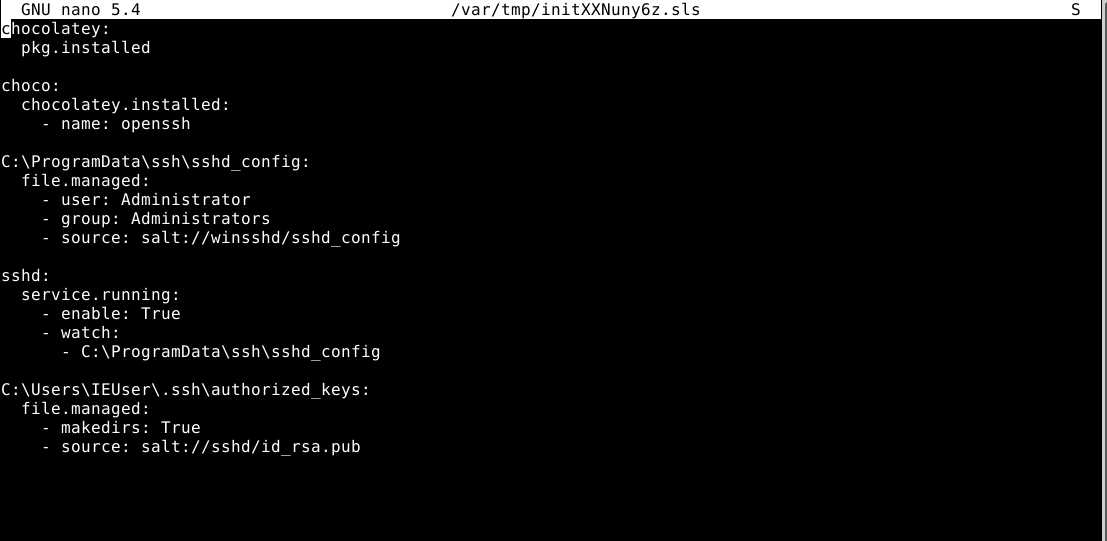 GNU nano 5.4 /var/tmp/initXXNuny6z.sls S
chocolatey:
  pkg.installed

choco:
  chocolatey.installed:
    - name: openssh

C:\ProgramData\ssh\sshd_config:
  file.managed:
    - user: Administrator
    - group: Administrators
    - source: salt://winsshd/sshd_config

sshd:
  service.running:
    - enable: True
    - watch:
      - C:\ProgramData\ssh\sshd_config

C:\Users\IEUser\.ssh\authorized_keys:
  file.managed:
    - makedirs: True
    - source: salt://sshd/id_rsa.pub